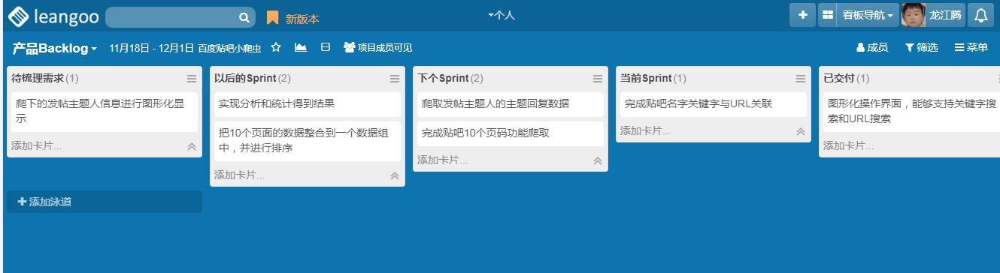 leangoo 新版本 个人 看板导航 龙江腾
产品Backlog 11月18日 - 12月1日 百度贴吧小爬虫 项目成员可见 成员 筛选 菜单
待梳理需求 (1)
爬下的发帖主题人信息进行图形化显
示
添加卡片...
添加泳道
以后的Sprint (2)
实现分析和统计得到结果
把10个页面的数据整合到一个数据组
中，并进行排序
添加卡片...
下个Sprint (2)
爬取发帖主题人的主题回复数据
完成贴吧10个页码功能爬取
添加卡片...
当前Sprint (1)
完成贴吧名字关键字与URL关联
添加卡片...
已交付 (1)
图形化操作界面，能够支持关键字搜
索和URL搜索
添加卡片...